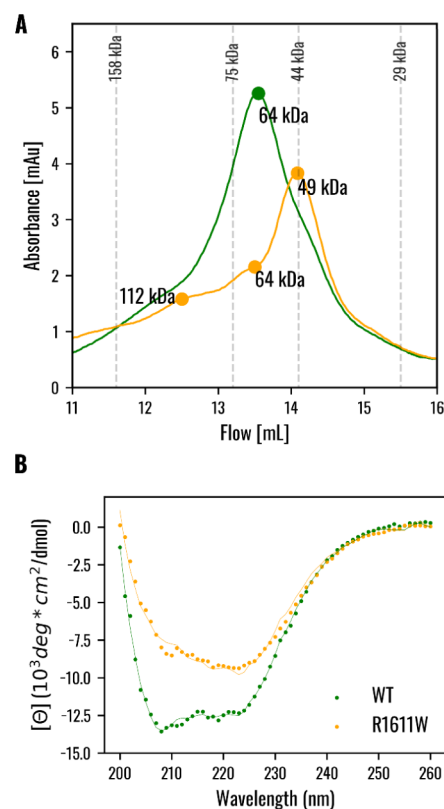 A
158 kDa
75 kDa
44 kDa
29 kDa
6
5
4
3
2
1
0
Absorbance [mAu]
64 kDa
49 kDa
64 kDa
112 kDa
11 12 13 14 15 16
Flow [mL]
B
0.0
-2.5
-5.0
-7.5
-10.0
-12.5
-15.0
[Θ] (10³deg * cm²/dmol)
WT
R1611W
200 210 220 230 240 250 260
Wavelength (nm)